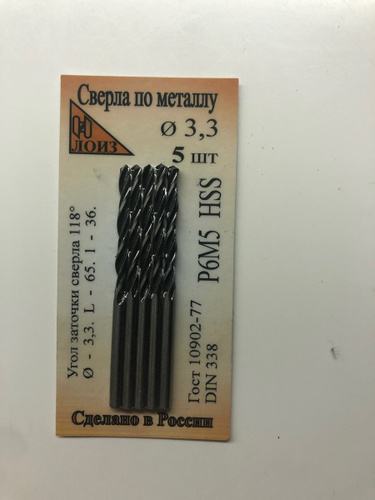 Сверла по металлу
ЛОИЗ
Ø 3,3
5 шт
Угол заточки сверла 118°
Ø - 3,3. L - 65. l - 36.
Р6М5 HSS
Гост 10902-77
DIN 338
Сделано в России